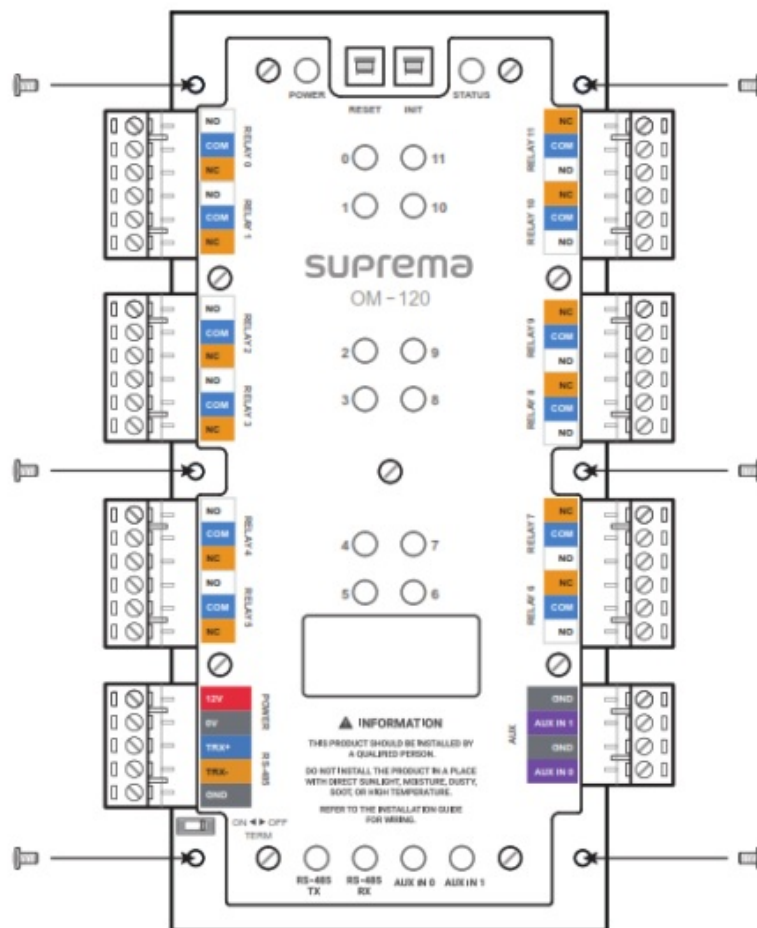 POWER
STATUS
RESET INIT
NO
COM
NC
RELAY 0
NO
COM
NC
RELAY 1
NC
COM
NO
RELAY 11
NC
COM
NO
RELAY 10
0 11
1 10
suprema
OM-120
NO
COM
NC
RELAY 2
NO
COM
NC
RELAY 3
NC
COM
NO
RELAY 9
NC
COM
NO
RELAY 8
2 9
3 8
NO
COM
NC
RELAY 4
NO
COM
NC
RELAY 5
NC
COM
NO
RELAY 7
NC
COM
NO
RELAY 6
4 7
5 6
12V
0V
POWER
TRX+
TRX-
GND
RS-485
GND
AUX IN 1
GND
AUX IN 0
AUX
INFORMATION
THIS PRODUCT SHOULD BE INSTALLED BY
A QUALIFIED PERSON.
DO NOT INSTALL THE PRODUCT IN A PLACE
WITH DIRECT SUNLIGHT, MOISTURE, DUSTY,
SOOT, OR HIGH TEMPERATURE.
REFER TO THE INSTALLATION GUIDE
FOR WIRING.
ON ◄ ► OFF
TERM
RS-485
TX
RS-485
RX
AUX IN 0
AUX IN 1